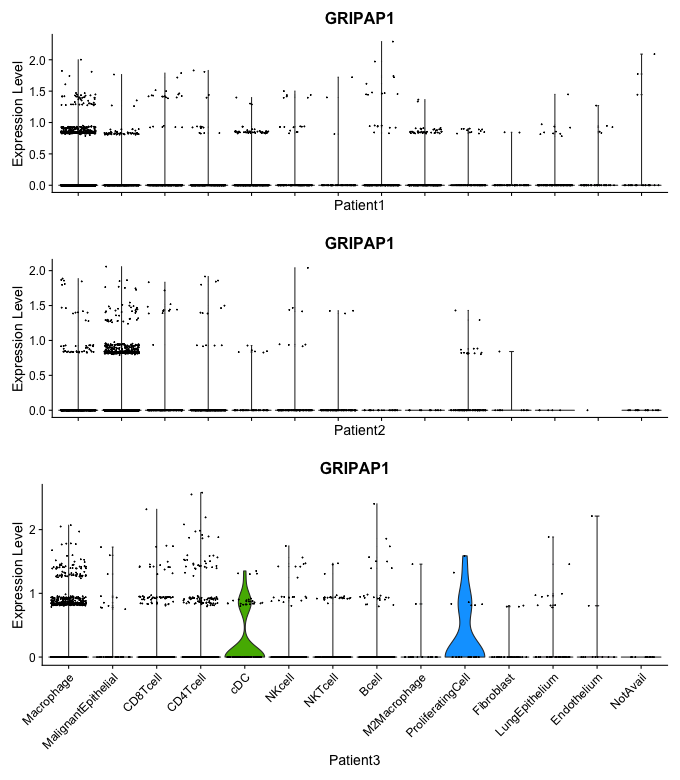 GRIPAP1
Expression Level
2.0
1.5
1.0
0.5
0.0
Patient1
GRIPAP1
Expression Level
2.0
1.5
1.0
0.5
0.0
Patient2
GRIPAP1
Expression Level
2
1
0
Macrophage
MalignantEpithelial
CD8Tcell
CD4Tcell
cDC
NKcell
NKTcell
Bcell
M2Macrophage
ProliferatingCell
Fibroblast
LungEpithelium
Endothelium
NotAvail
Patient3